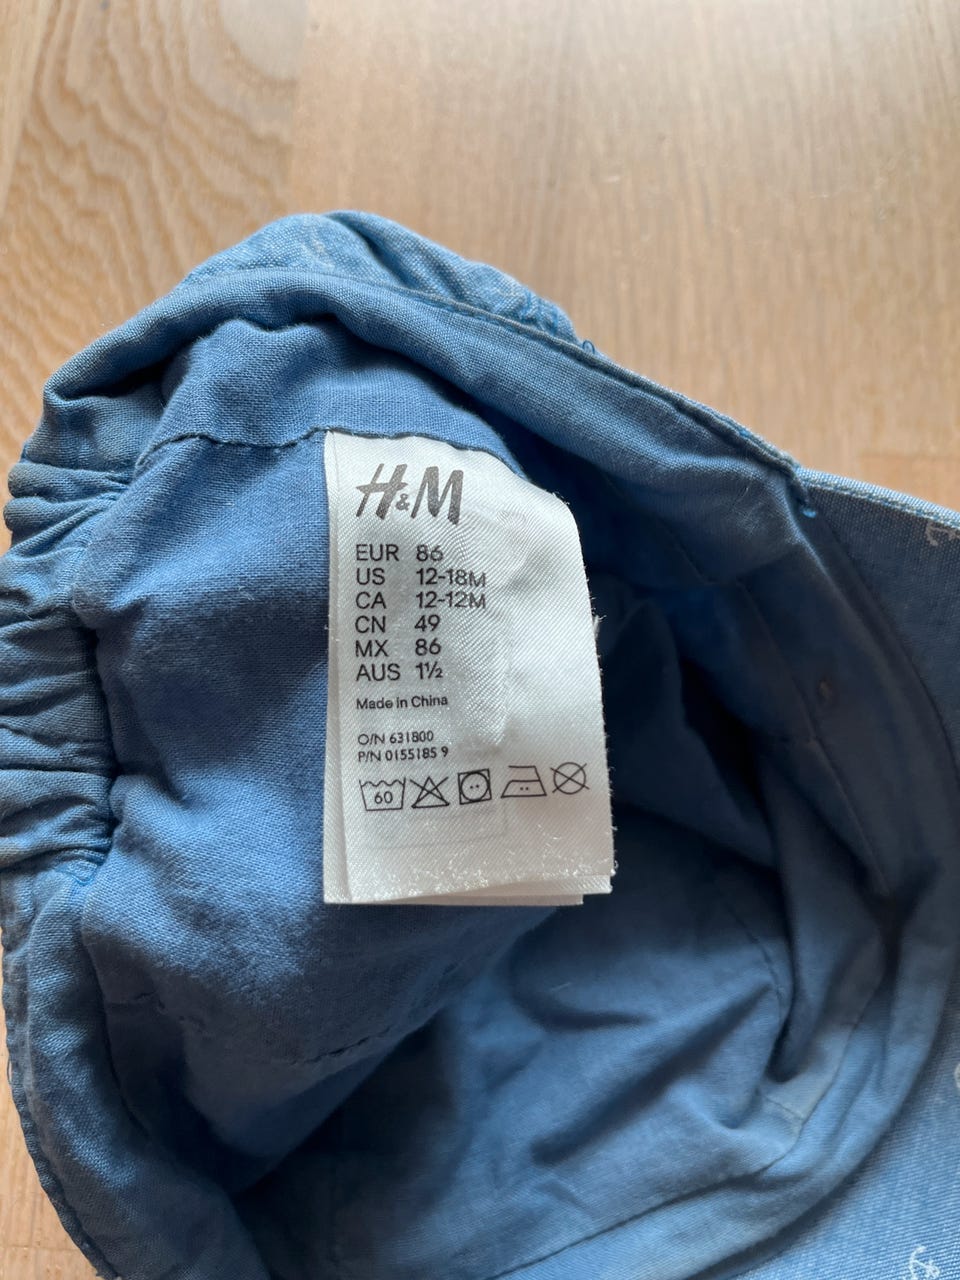 H&M
EUR 86
US 12-18M
CA 12-12M
CN 49
MX 86
AUS 1½
Made in China
O/N 631800
P/N 0155185 9
60